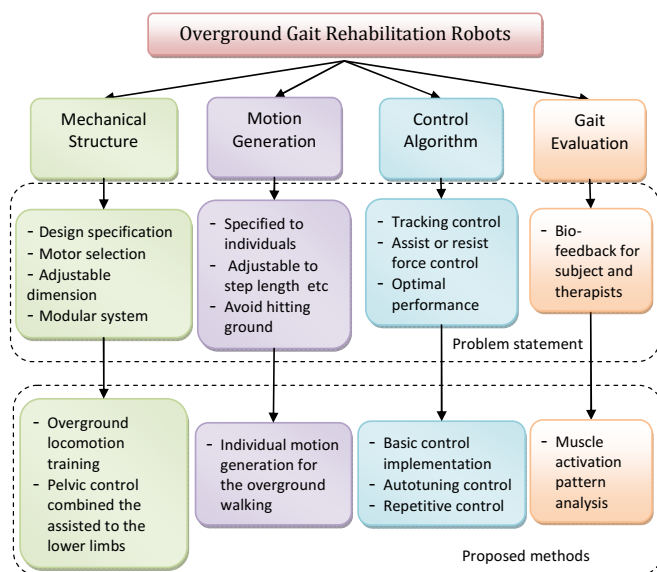 Overground Gait Rehabilitation Robots
Mechanical
Structure
Motion
Generation
Control
Algorithm
Gait
Evaluation
- Design specification
- Motor selection
- Adjustable
dimension
- Modular system
- Specified to
individuals
- Adjustable to
step length etc
- Avoid hitting
ground
- Tracking control
- Assist or resist
force control
- Optimal
performance
- Bio-
feedback for
subject and
therapists
Problem statement
- Overground
locomotion
training
- Pelvic control
combined the
assisted to the
lower limbs
- Individual motion
generation for
the overground
walking
- Basic control
implementation
- Autotuning control
- Repetitive control
- Muscle
activation
pattern
analysis
Proposed methods